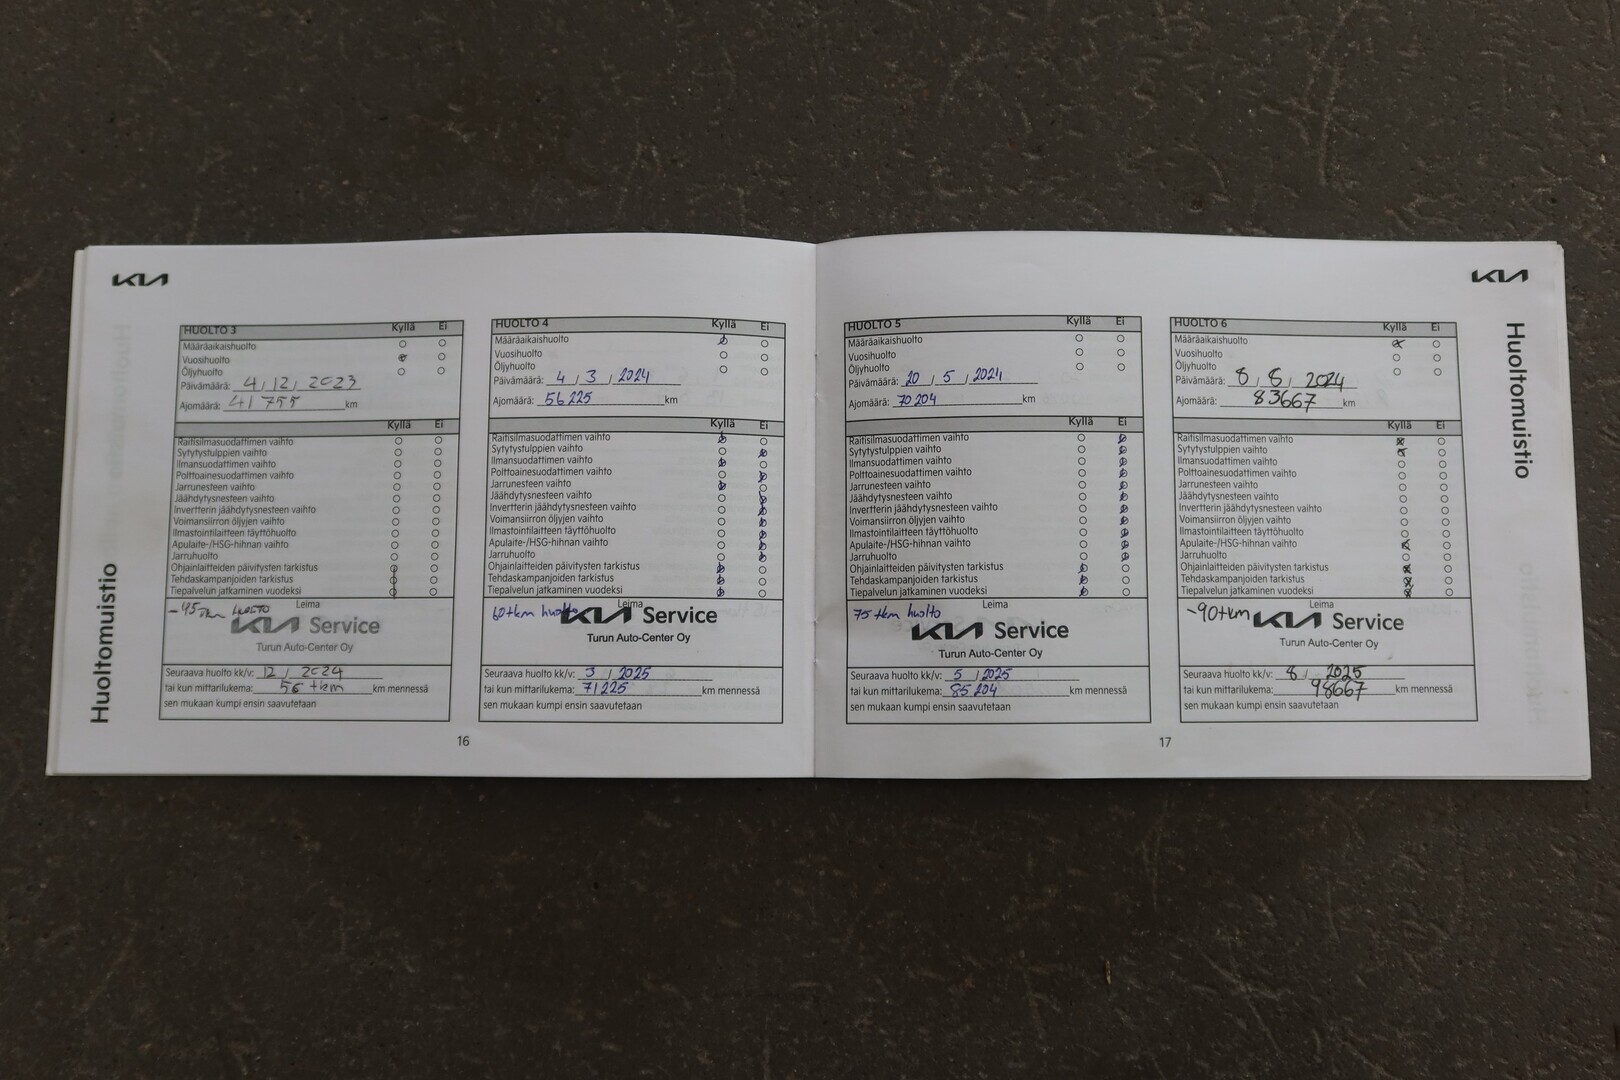 KIA
Huoltomuistio
HUOLTO 3 Kyllä Ei
Määräaikaishuolto
Vuosihuolto
Öljyhuolto
Päivämäärä: 4 / 12 / 2023
Ajomäärä: 41 755 km
Kyllä Ei
Raitisilmasuodattimen vaihto
Sytytystulppien vaihto
Ilmansuodattimen vaihto
Polttoainesuodattimen vaihto
Jarrunesteen vaihto
Jäähdytysnesteen vaihto
Invertterin jäähdytysnesteen vaihto
Voimansiirron öljyjen vaihto
Ilmastointilaitteen täyttöhuolto
Apulaite-/HSG-hihnan vaihto
Jarruhuolto
Ohjainlaitteiden päivitysten tarkistus
Tehdaskampanjoiden tarkistus
Tiepalvelun jatkaminen vuodeksi
Leima
-45tkm huolto
KIA Service
Turun Auto-Center Oy
Seuraava huolto kk/v: 12 / 2024
tai kun mittarilukema: 56 tkm km mennessä
sen mukaan kumpi ensin saavutetaan
HUOLTO 4 Kyllä Ei
Määräaikaishuolto
Vuosihuolto
Öljyhuolto
Päivämäärä: 4 / 3 / 2024
Ajomäärä: 56 225 km
Kyllä Ei
Raitisilmasuodattimen vaihto
Sytytystulppien vaihto
Ilmansuodattimen vaihto
Polttoainesuodattimen vaihto
Jarrunesteen vaihto
Jäähdytysnesteen vaihto
Invertterin jäähdytysnesteen vaihto
Voimansiirron öljyjen vaihto
Ilmastointilaitteen täyttöhuolto
Apulaite-/HSG-hihnan vaihto
Jarruhuolto
Ohjainlaitteiden päivitysten tarkistus
Tehdaskampanjoiden tarkistus
Tiepalvelun jatkaminen vuodeksi
Leima
60tkm huolto
KIA Service
Turun Auto-Center Oy
Seuraava huolto kk/v: 3 / 2025
tai kun mittarilukema: 71225 km mennessä
sen mukaan kumpi ensin saavutetaan
16
KIA
Huoltomuistio
HUOLTO 5 Kyllä Ei
Määräaikaishuolto
Vuosihuolto
Öljyhuolto
Päivämäärä: 20 / 5 / 2024
Ajomäärä: 70 204 km
Kyllä Ei
Raitisilmasuodattimen vaihto
Sytytystulppien vaihto
Ilmansuodattimen vaihto
Polttoainesuodattimen vaihto
Jarrunesteen vaihto
Jäähdytysnesteen vaihto
Invertterin jäähdytysnesteen vaihto
Voimansiirron öljyjen vaihto
Ilmastointilaitteen täyttöhuolto
Apulaite-/HSG-hihnan vaihto
Jarruhuolto
Ohjainlaitteiden päivitysten tarkistus
Tehdaskampanjoiden tarkistus
Tiepalvelun jatkaminen vuodeksi
Leima
75 tkm huolto
KIA Service
Turun Auto-Center Oy
Seuraava huolto kk/v: 5 / 2025
tai kun mittarilukema: 85 204 km mennessä
sen mukaan kumpi ensin saavutetaan
HUOLTO 6 Kyllä Ei
Määräaikaishuolto
Vuosihuolto
Öljyhuolto
Päivämäärä: 8 / 8 / 2024
Ajomäärä: 83667 km
Kyllä Ei
Raitisilmasuodattimen vaihto
Sytytystulppien vaihto
Ilmansuodattimen vaihto
Polttoainesuodattimen vaihto
Jarrunesteen vaihto
Jäähdytysnesteen vaihto
Invertterin jäähdytysnesteen vaihto
Voimansiirron öljyjen vaihto
Ilmastointilaitteen täyttöhuolto
Apulaite-/HSG-hihnan vaihto
Jarruhuolto
Ohjainlaitteiden päivitysten tarkistus
Tehdaskampanjoiden tarkistus
Tiepalvelun jatkaminen vuodeksi
Leima
-90tkm
KIA Service
Turun Auto-Center Oy
Seuraava huolto kk/v: 8 / 2025
tai kun mittarilukema: 98667 km mennessä
sen mukaan kumpi ensin saavutetaan
17